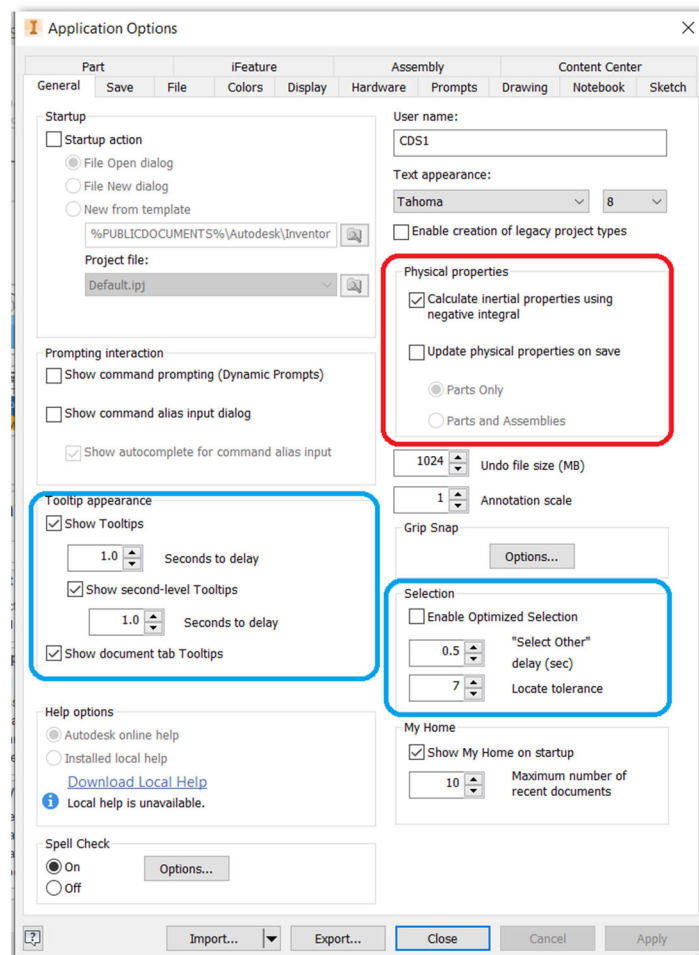 Application Options
Part
iFeature
Assembly
Content Center
General
Save
File
Colors
Display
Hardware
Prompts
Drawing
Notebook
Sketch
Startup
Startup action
File Open dialog
File New dialog
New from template
%PUBLICDOCUMENTS%\Autodesk\Inventor
Project file:
Default.ipj
Prompting interaction
Show command prompting (Dynamic Prompts)
Show command alias input dialog
Show autocomplete for command alias input
Tooltip appearance
Show Tooltips
1.0 Seconds to delay
Show second-level Tooltips
1.0 Seconds to delay
Show document tab Tooltips
Help options
Autodesk online help
Installed local help
Download Local Help
Local help is unavailable.
Spell Check
On
Options...
Off
User name:
CDS1
Text appearance:
Tahoma
8
Enable creation of legacy project types
Physical properties
Calculate inertial properties using
negative integral
Update physical properties on save
Parts Only
Parts and Assemblies
1024 Undo file size (MB)
1 Annotation scale
Grip Snap
Options...
Selection
Enable Optimized Selection
0.5 "Select Other"
delay (sec)
7 Locate tolerance
My Home
Show My Home on startup
10 Maximum number of
recent documents
Import...
Export...
Close
Cancel
Apply